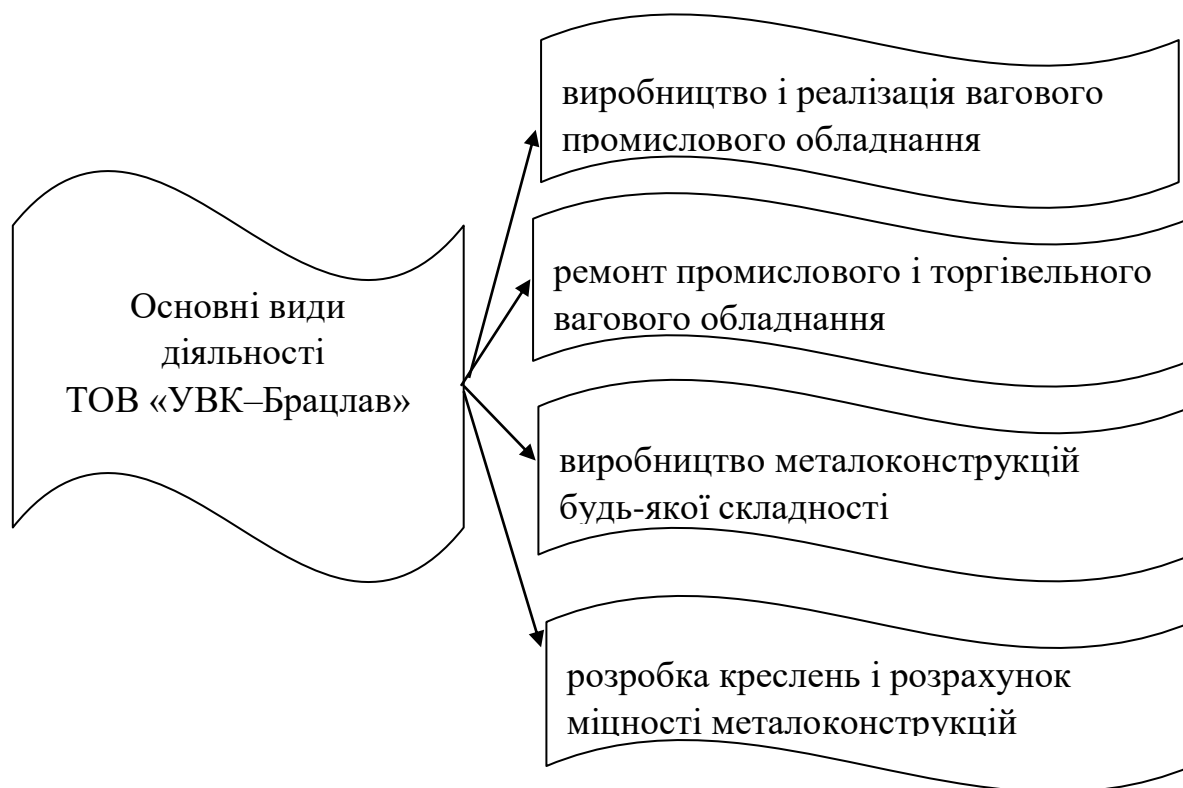 виробництво і реалізація вагового
промислового обладнання
ремонт промислового і торгівельного
вагового обладнання
Основні види
діяльності
ТОВ «УВК–Брацлав»
виробництво металоконструкцій
будь-якої складності
розробка креслень і розрахунок
міцності металоконструкцій